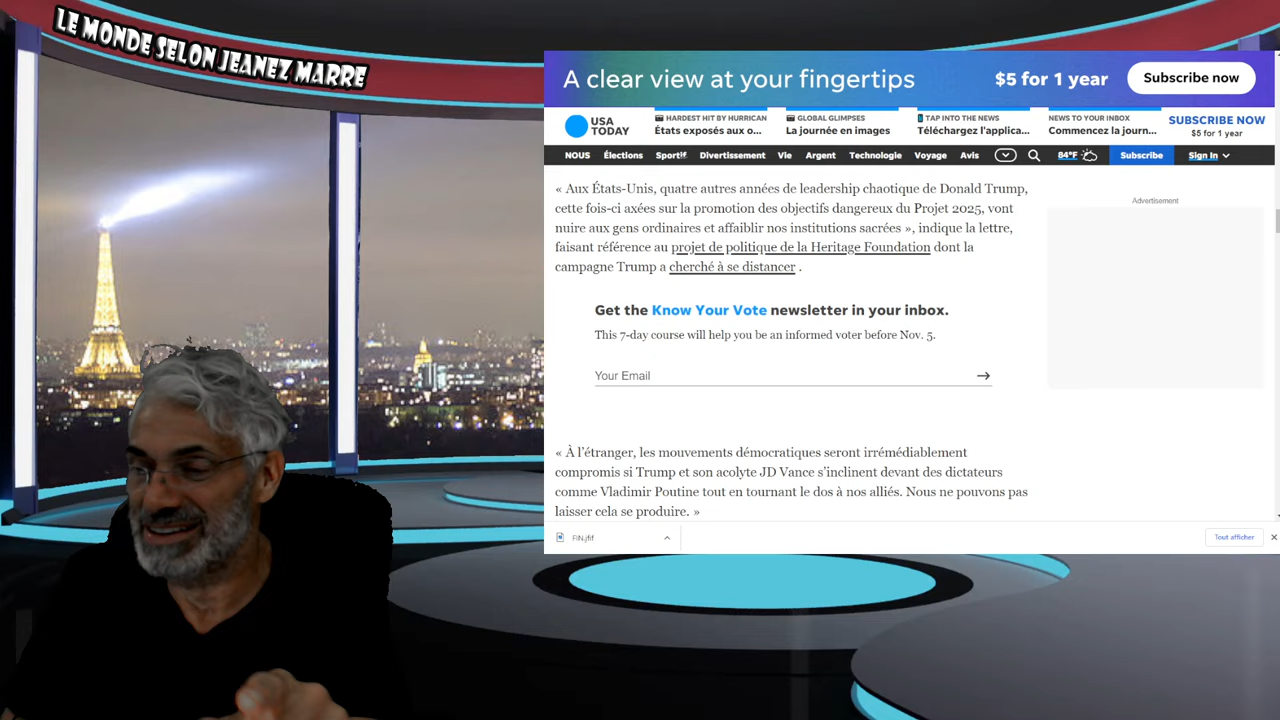 LE MONDE SELON JEANEZ MARRE
A clear view at your fingertips
$5 for 1 year
Subscribe now
USA TODAY
HARDEST HIT BY HURRICAN
États exposés aux o...
GLOBAL GLIMPSES
La journée en images
TAP INTO THE NEWS
Téléchargez l'applica...
NEWS TO YOUR INBOX
Commencez la journ...
SUBSCRIBE NOW
$5 for 1 year
NOUS Élections Sportif Divertissement Vie Argent Technologie Voyage Avis 84°F Subscribe Sign In
« Aux États-Unis, quatre autres années de leadership chaotique de Donald Trump,
cette fois-ci axées sur la promotion des objectifs dangereux du Projet 2025, vont
nuire aux gens ordinaires et affaiblir nos institutions sacrées », indique la lettre,
faisant référence au projet de politique de la Heritage Foundation dont la
campagne Trump a cherché à se distancer .
Advertisement
Get the Know Your Vote newsletter in your inbox.
This 7-day course will help you be an informed voter before Nov. 5.
Your Email
« À l’étranger, les mouvements démocratiques seront irrémédiablement
compromis si Trump et son acolyte JD Vance s’inclinent devant des dictateurs
comme Vladimir Poutine tout en tournant le dos à nos alliés. Nous ne pouvons pas
laisser cela se produire. »
FIN.jfif
Tout afficher